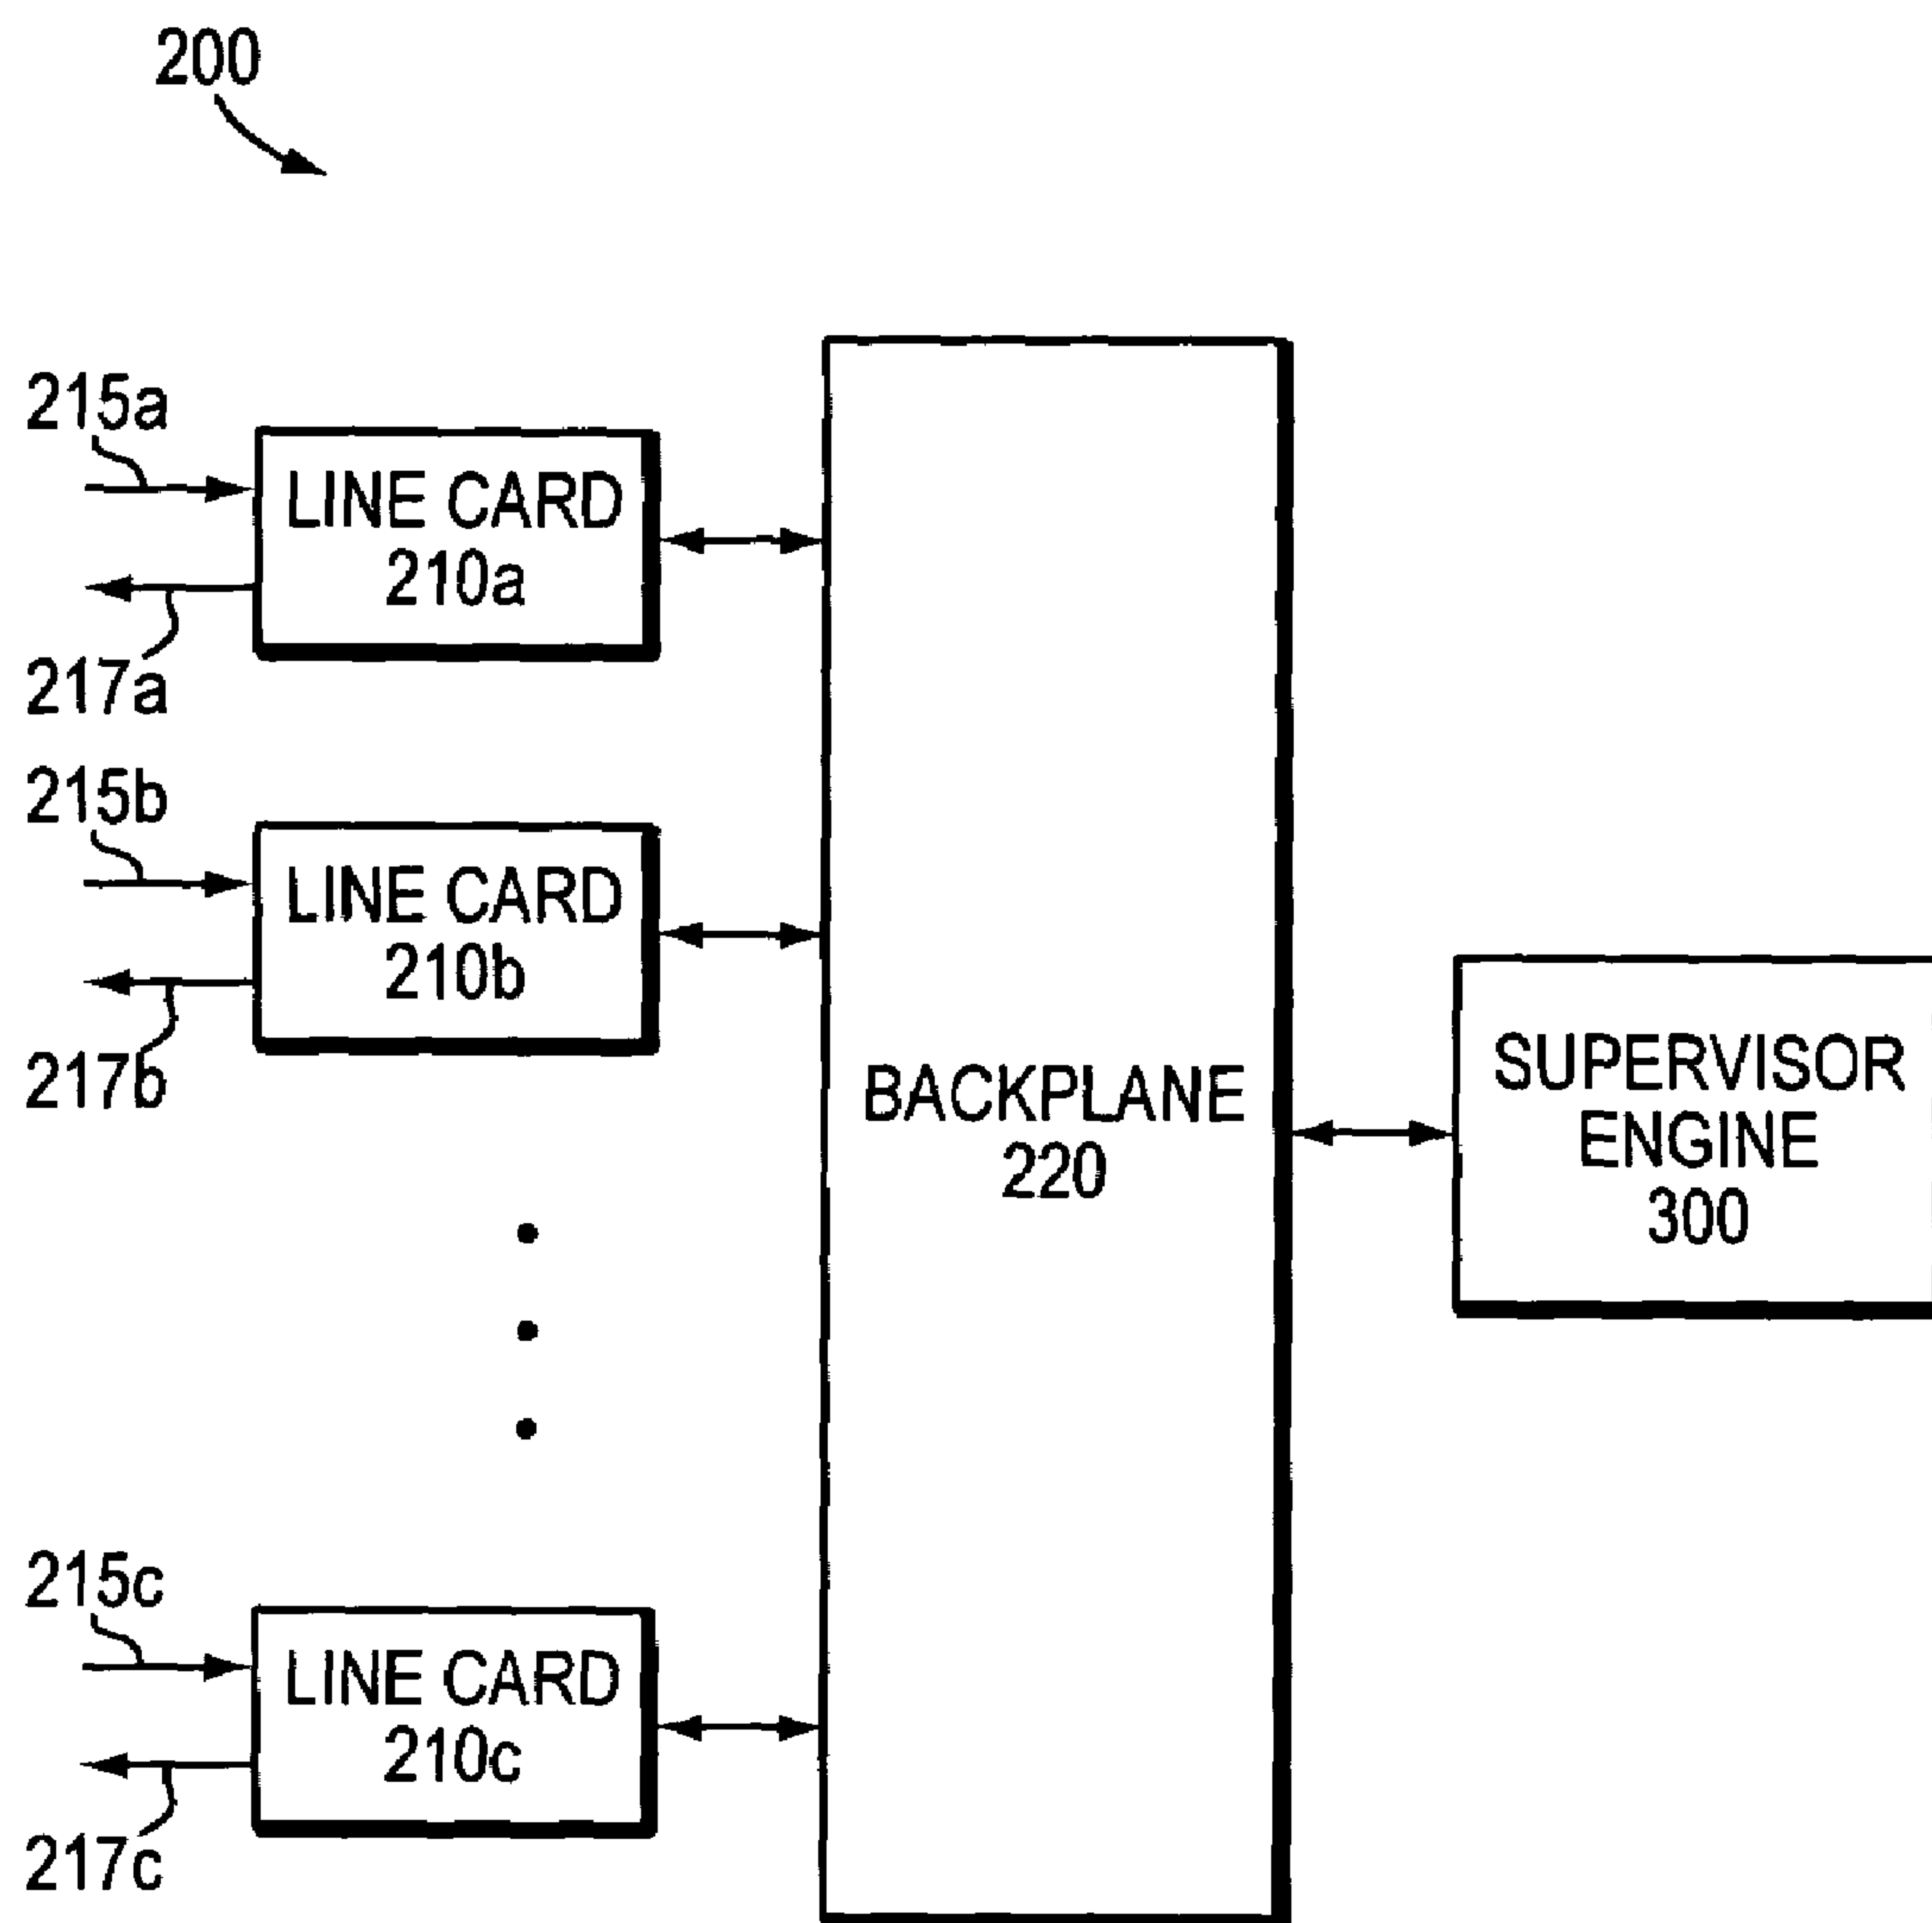 200
215a
LINE CARD
210a
217a
215b
LINE CARD
210b
217b
BACKPLANE
220
SUPERVISOR
ENGINE
300
215c
LINE CARD
210c
217c